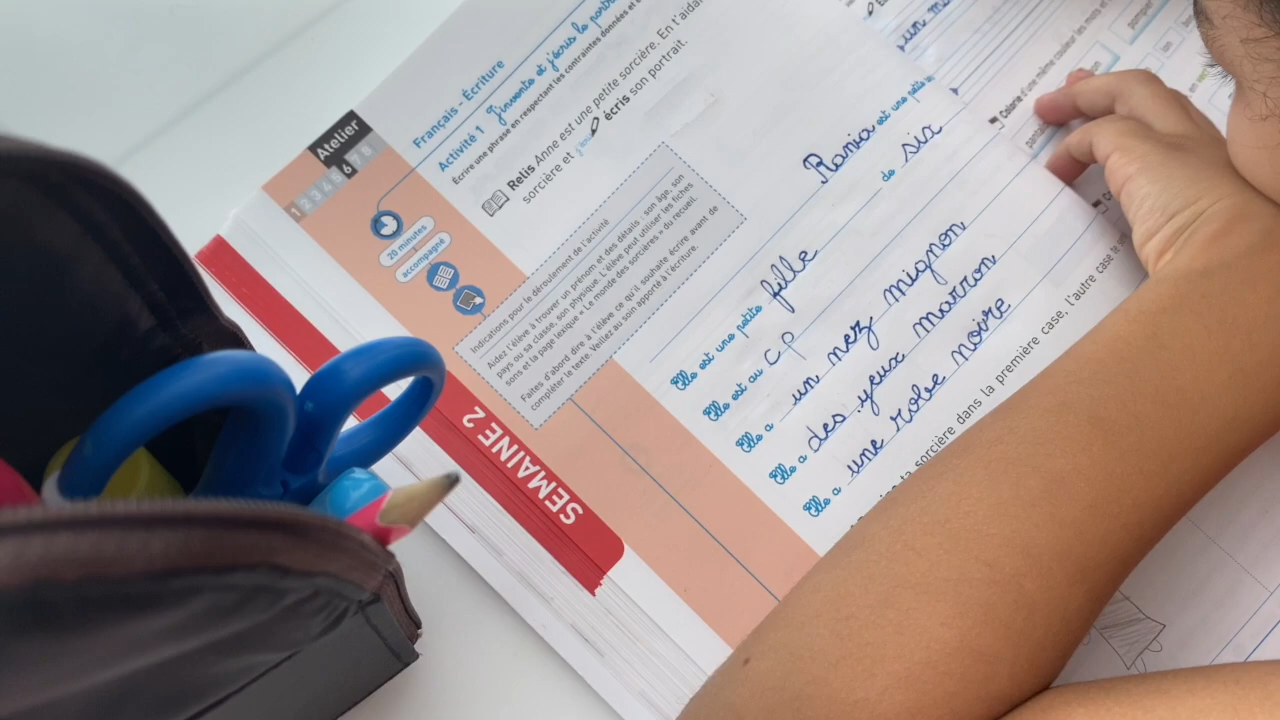 Atelier
1 2 3 4 5 6 7 8
20 minutes
accompagné
Français - Écriture
Activité 1 J'invente et j'écris le
Écrire une phrase en respectant les contraintes données et
Relis Anne est une petite sorcière. En t'aidant
sorcière et écris son portrait.
Indications pour le déroulement de l'activité
Aidez l'élève à trouver un prénom et des détails : son âge, son
pays ou sa classe, son physique. L'élève peut utiliser les fiches
sons et la page lexique « Le monde des sorcières » du recueil.
Faites d'abord dire à l'élève ce qu'il souhaite écrire avant de
compléter le texte. Veillez au soin apporté à l'écriture.
Rania est une petite
Elle est une petite fille de six
Elle est au CP
Elle a un nez mignon
Elle a des yeux marron
Elle a une robe noire
ta sorcière dans la première case, l'autre case
SEMAINE 2
Colorie d'une même couleur les mots